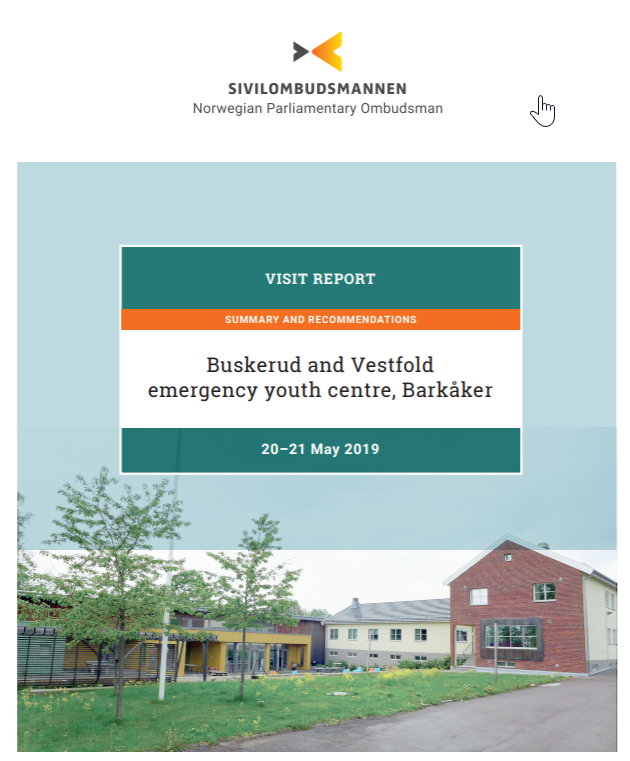 SIVILOMBUDSMANNEN
Norwegian Parliamentary Ombudsman
VISIT REPORT
SUMMARY AND RECOMMENDATIONS
Buskerud and Vestfold
emergency youth centre, Barkåker
20–21 May 2019